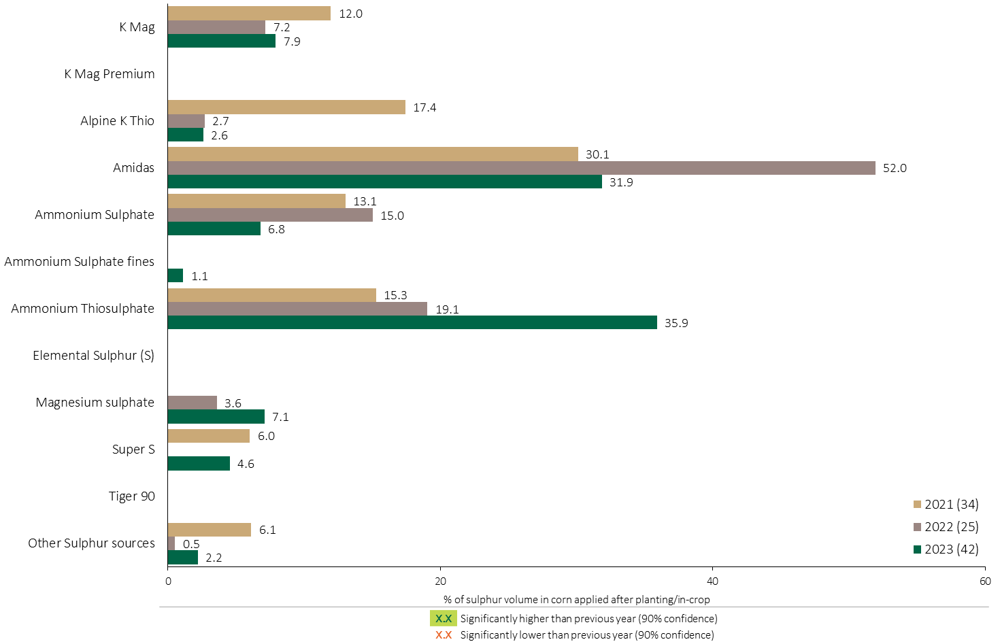 K Mag
12.0
7.2
7.9
K Mag Premium
Alpine K Thio
17.4
2.7
2.6
Amidas
30.1
52.0
31.9
Ammonium Sulphate
13.1
15.0
6.8
Ammonium Sulphate fines
1.1
Ammonium Thiosulphate
15.3
19.1
35.9
Elemental Sulphur (S)
Magnesium sulphate
3.6
7.1
Super S
6.0
4.6
Tiger 90
Other Sulphur sources
6.1
0.5
2.2
2021 (34)
2022 (25)
2023 (42)
0 20 40 60
% of sulphur volume in corn applied after planting/in-crop
X.X Significantly higher than previous year (90% confidence)
X.X Significantly lower than previous year (90% confidence)